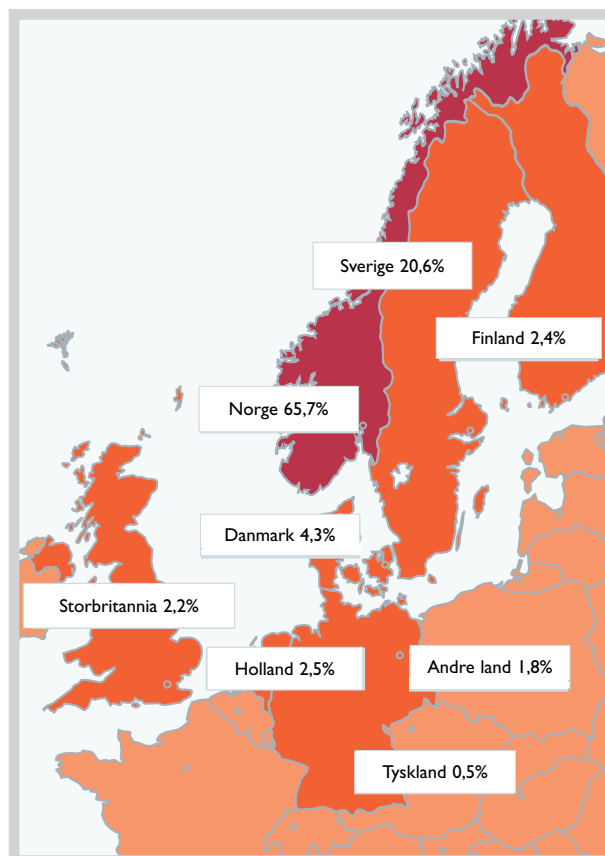 Sverige 20,6%
Finland 2,4%
Norge 65,7%
Danmark 4,3%
Storbritannia 2,2%
Holland 2,5%
Andre land 1,8%
Tyskland 0,5%